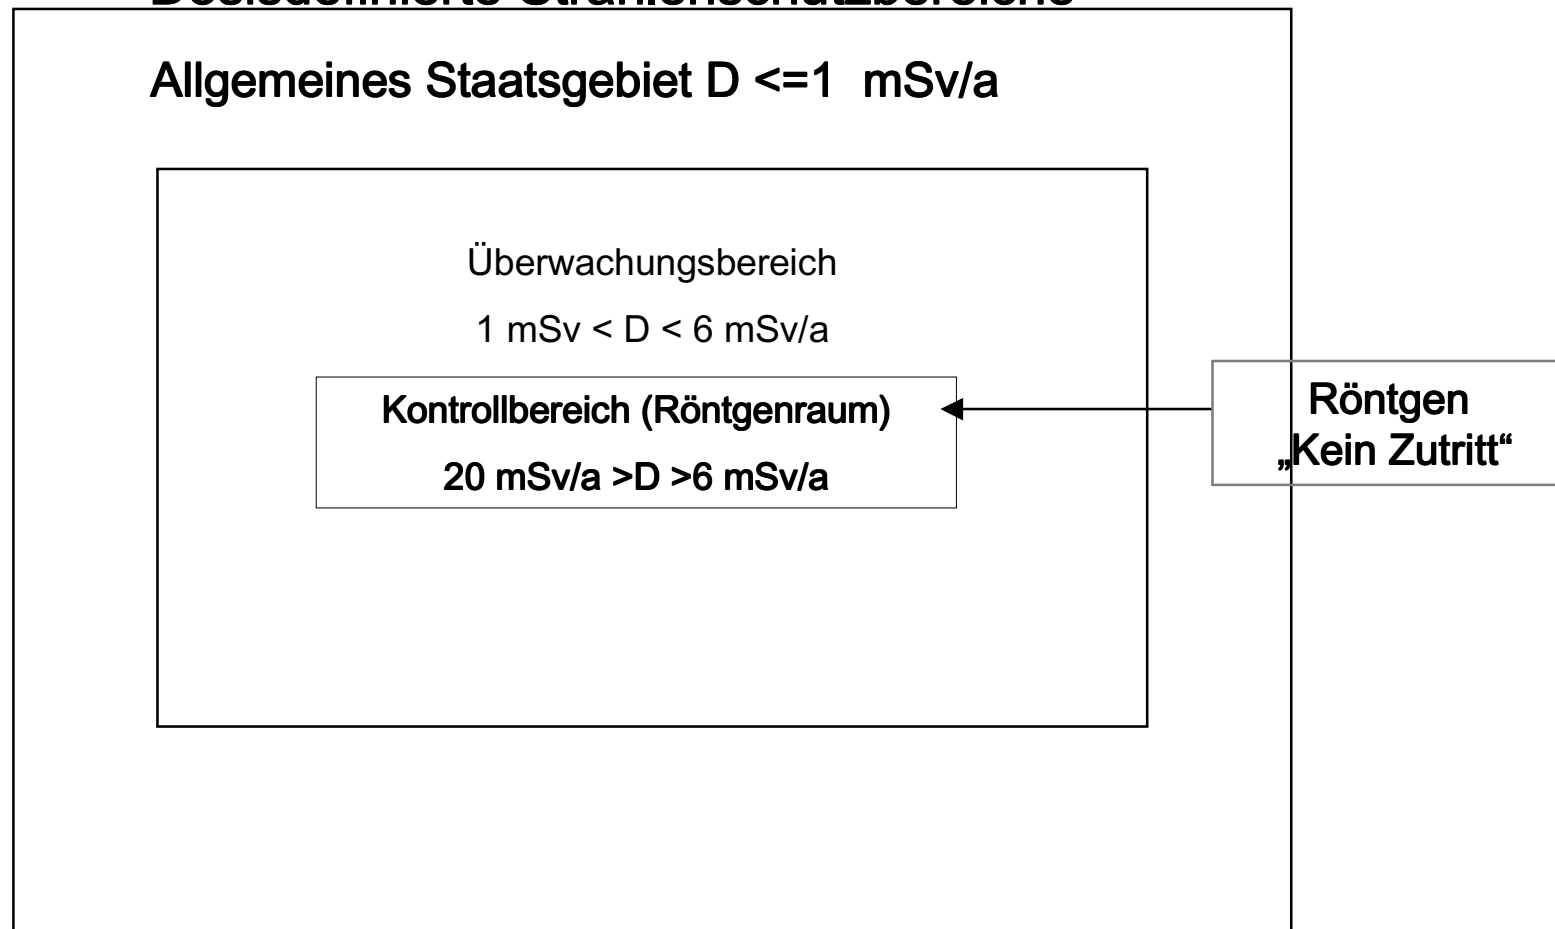 Allgemeines Staatsgebiet D <=1 mSv/a
Überwachungsbereich
1 mSv < D < 6 mSv/a
Kontrollbereich (Röntgenraum)
20 mSv/a >D >6 mSv/a
Röntgen
„Kein Zutritt“